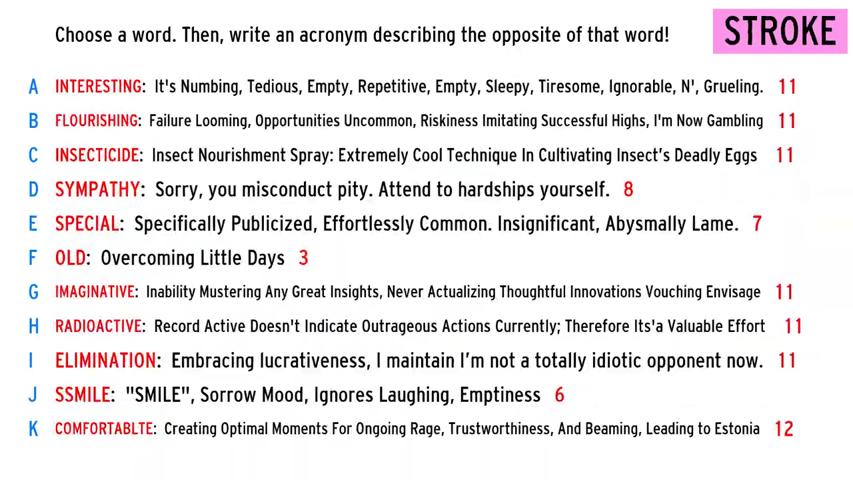 Choose a word. Then, write an acronym describing the opposite of that word!
STROKE
A INTERESTING: It's Numbing, Tedious, Empty, Repetitive, Empty, Sleepy, Tiresome, Ignorable, N', Grueling. 11
B FLOURISHING: Failure Looming, Opportunities Uncommon, Riskiness Imitating Successful Highs, I'm Now Gambling 11
C INSECTICIDE: Insect Nourishment Spray: Extremely Cool Technique In Cultivating Insect's Deadly Eggs 11
D SYMPATHY: Sorry, you misconduct pity. Attend to hardships yourself. 8
E SPECIAL: Specifically Publicized, Effortlessly Common. Insignificant, Abysmally Lame. 7
F OLD: Overcoming Little Days 3
G IMAGINATIVE: Inability Mustering Any Great Insights, Never Actualizing Thoughtful Innovations Vouching Envisage 11
H RADIOACTIVE: Record Active Doesn't Indicate Outrageous Actions Currently; Therefore Its'a Valuable Effort 11
I ELIMINATION: Embracing lucrativeness, I maintain I'm not a totally idiotic opponent now. 11
J SSMILE: "SMILE", Sorrow Mood, Ignores Laughing, Emptiness 6
K COMFORTABLTE: Creating Optimal Moments For Ongoing Rage, Trustworthiness, And Beaming, Leading to Estonia 12